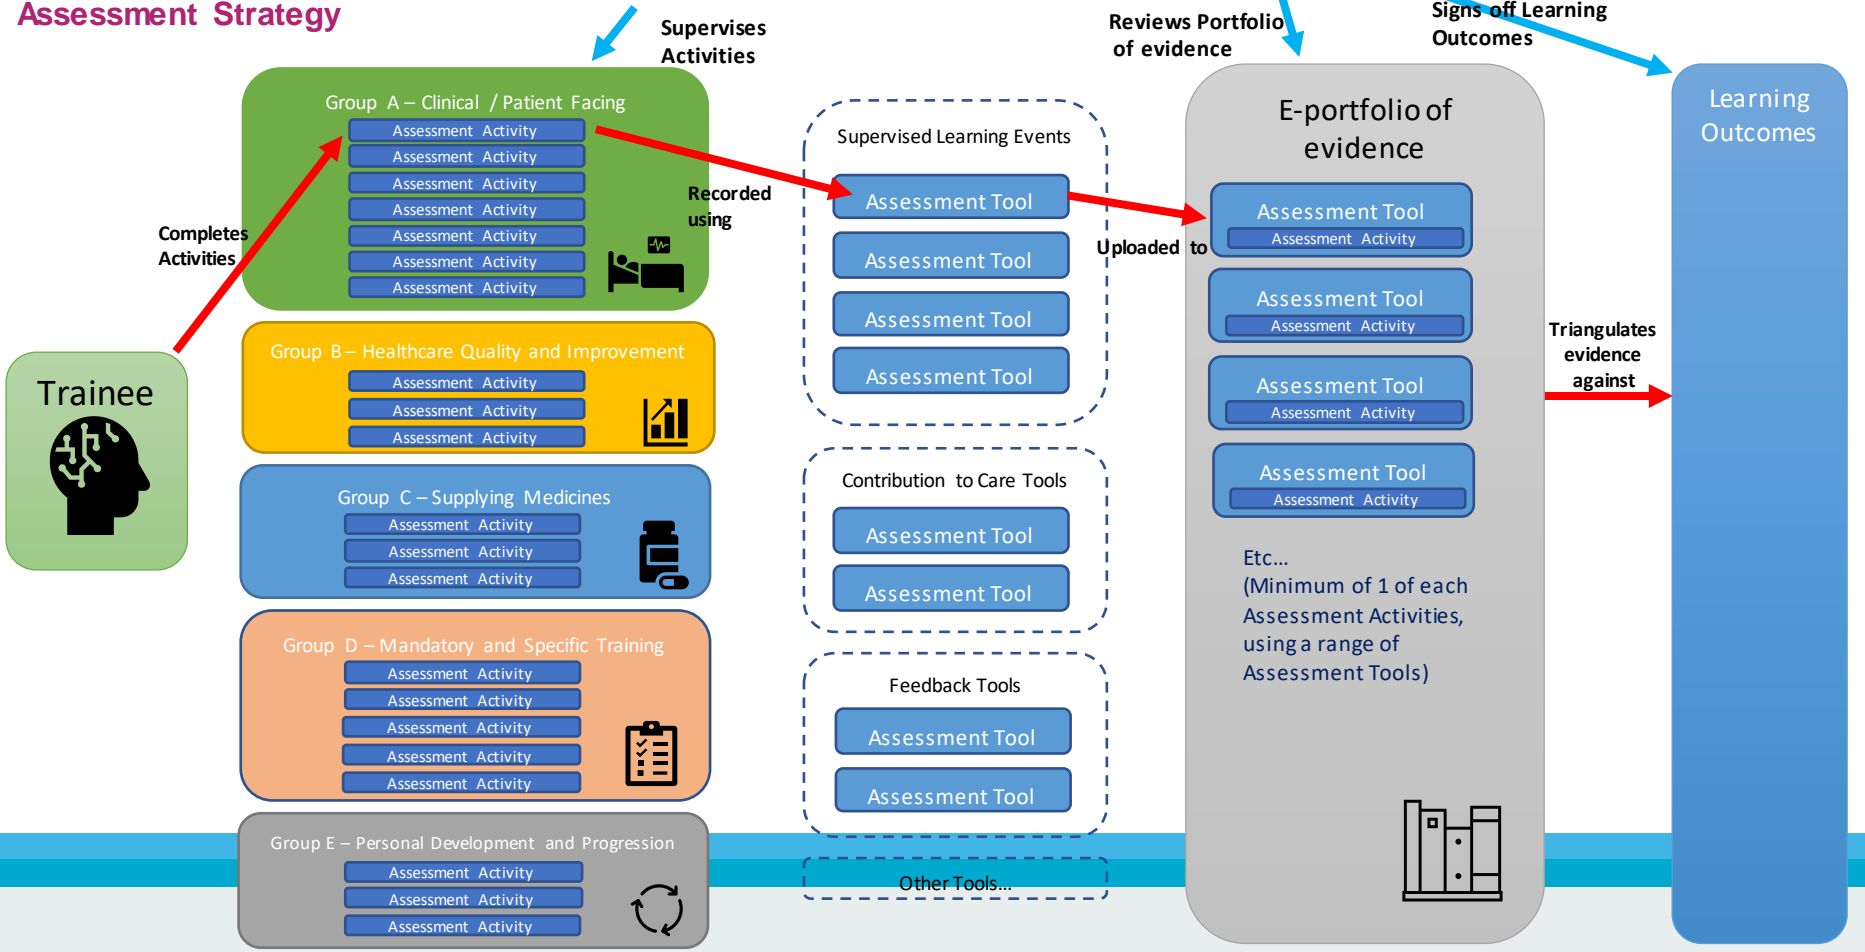 Assessment Strategy
Supervises
Activities
Reviews Portfolio
of evidence
Signs off Learning
Outcomes
Trainee
Completes
Activities
Group A – Clinical / Patient Facing
Assessment Activity
Assessment Activity
Assessment Activity
Assessment Activity
Assessment Activity
Assessment Activity
Assessment Activity
Group B – Healthcare Quality and Improvement
Assessment Activity
Assessment Activity
Assessment Activity
Group C – Supplying Medicines
Assessment Activity
Assessment Activity
Assessment Activity
Group D – Mandatory and Specific Training
Assessment Activity
Assessment Activity
Assessment Activity
Assessment Activity
Assessment Activity
Group E – Personal Development and Progression
Assessment Activity
Assessment Activity
Assessment Activity
Recorded
using
Supervised Learning Events
Assessment Tool
Assessment Tool
Assessment Tool
Assessment Tool
Contribution to Care Tools
Assessment Tool
Assessment Tool
Feedback Tools
Assessment Tool
Assessment Tool
Other Tools...
Uploaded to
E-portfolio of
evidence
Assessment Tool
Assessment Activity
Assessment Tool
Assessment Activity
Assessment Tool
Assessment Activity
Assessment Tool
Assessment Activity
Etc...
(Minimum of 1 of each
Assessment Activities,
using a range of
Assessment Tools)
Triangulates
evidence
against
Learning
Outcomes